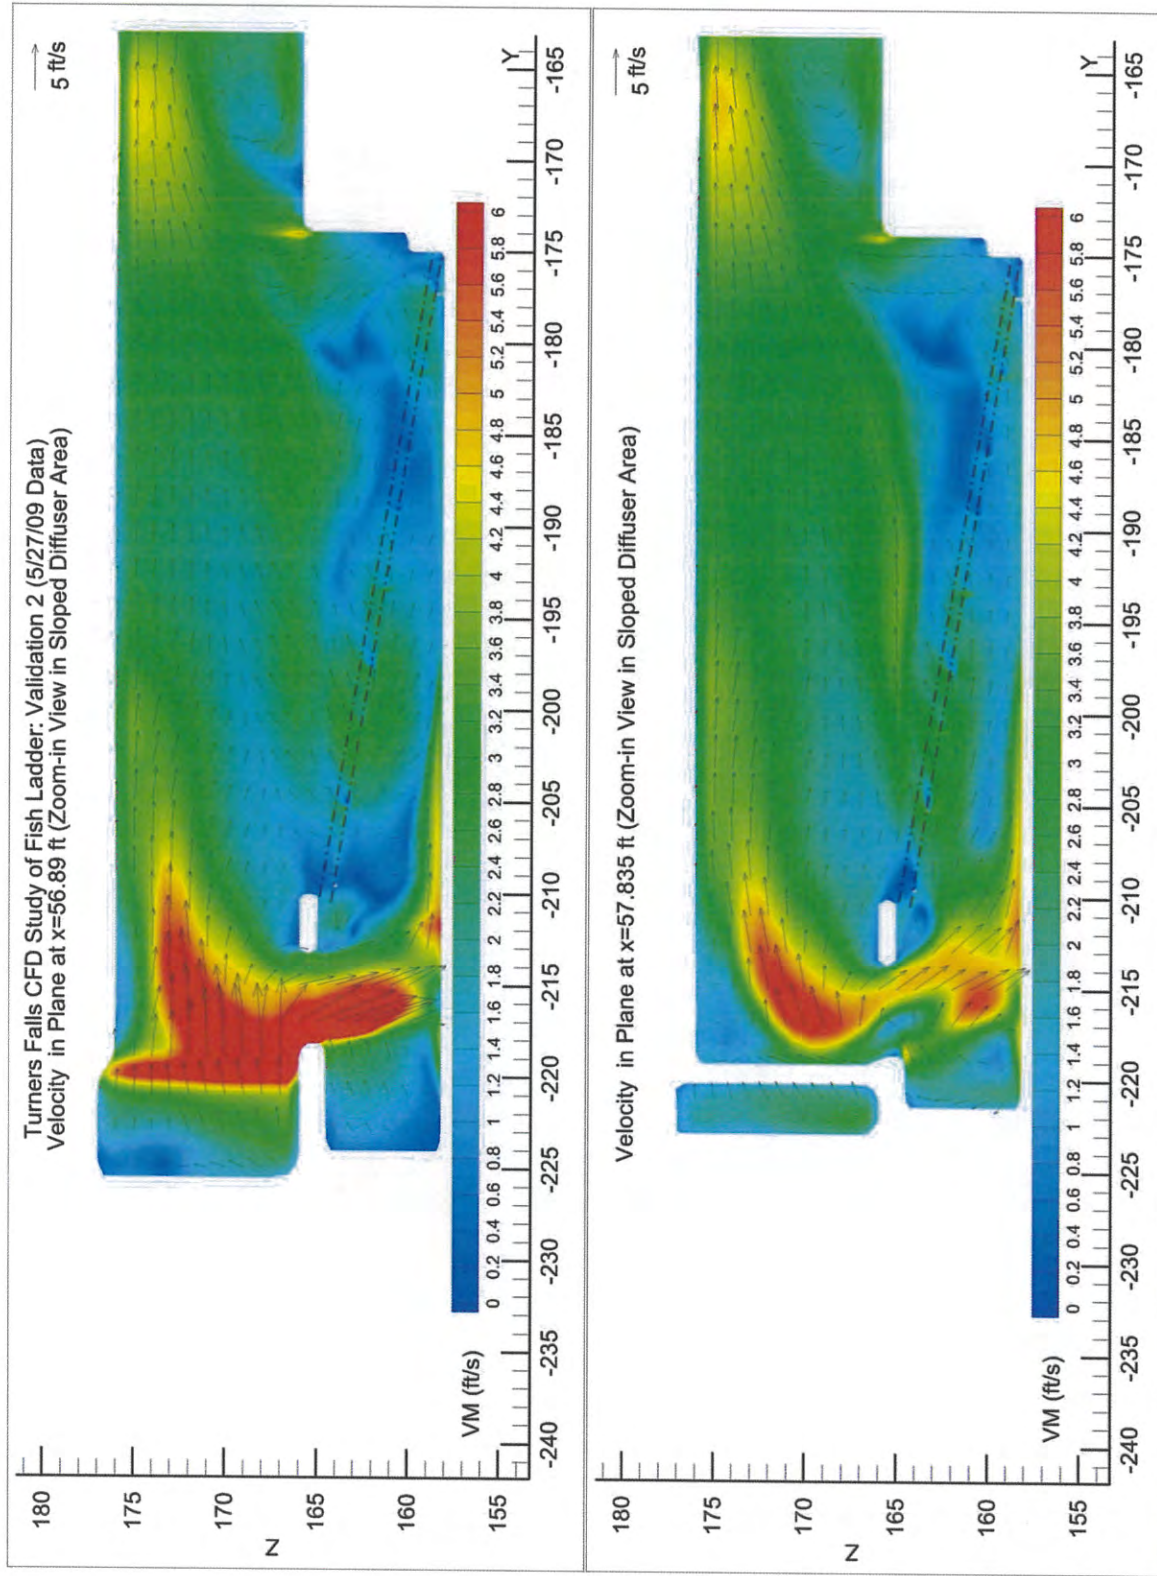 Turners Falls CFD Study of Fish Ladder: Validation 2 (5/27/09 Data)
Velocity in Plane at x=56.89 ft (Zoom-in View in Sloped Diffuser Area)
5 ft/s
180
175
170
165
160
155
Z
VM (ft/s)
0 0.2 0.4 0.6 0.8 1 1.2 1.4 1.6 1.8 2 2.2 2.4 2.6 2.8 3 3.2 3.4 3.6 3.8 4 4.2 4.4 4.6 4.8 5 5.2 5.4 5.6 5.8 6
-240 -235 -230 -225 -220 -215 -210 -205 -200 -195 -190 -185 -180 -175 -170 -165
Y
Velocity in Plane at x=57.835 ft (Zoom-in View in Sloped Diffuser Area)
5 ft/s
180
175
170
165
160
155
Z
VM (ft/s)
0 0.2 0.4 0.6 0.8 1 1.2 1.4 1.6 1.8 2 2.2 2.4 2.6 2.8 3 3.2 3.4 3.6 3.8 4 4.2 4.4 4.6 4.8 5 5.2 5.4 5.6 5.8 6
-240 -235 -230 -225 -220 -215 -210 -205 -200 -195 -190 -185 -180 -175 -170 -165
Y